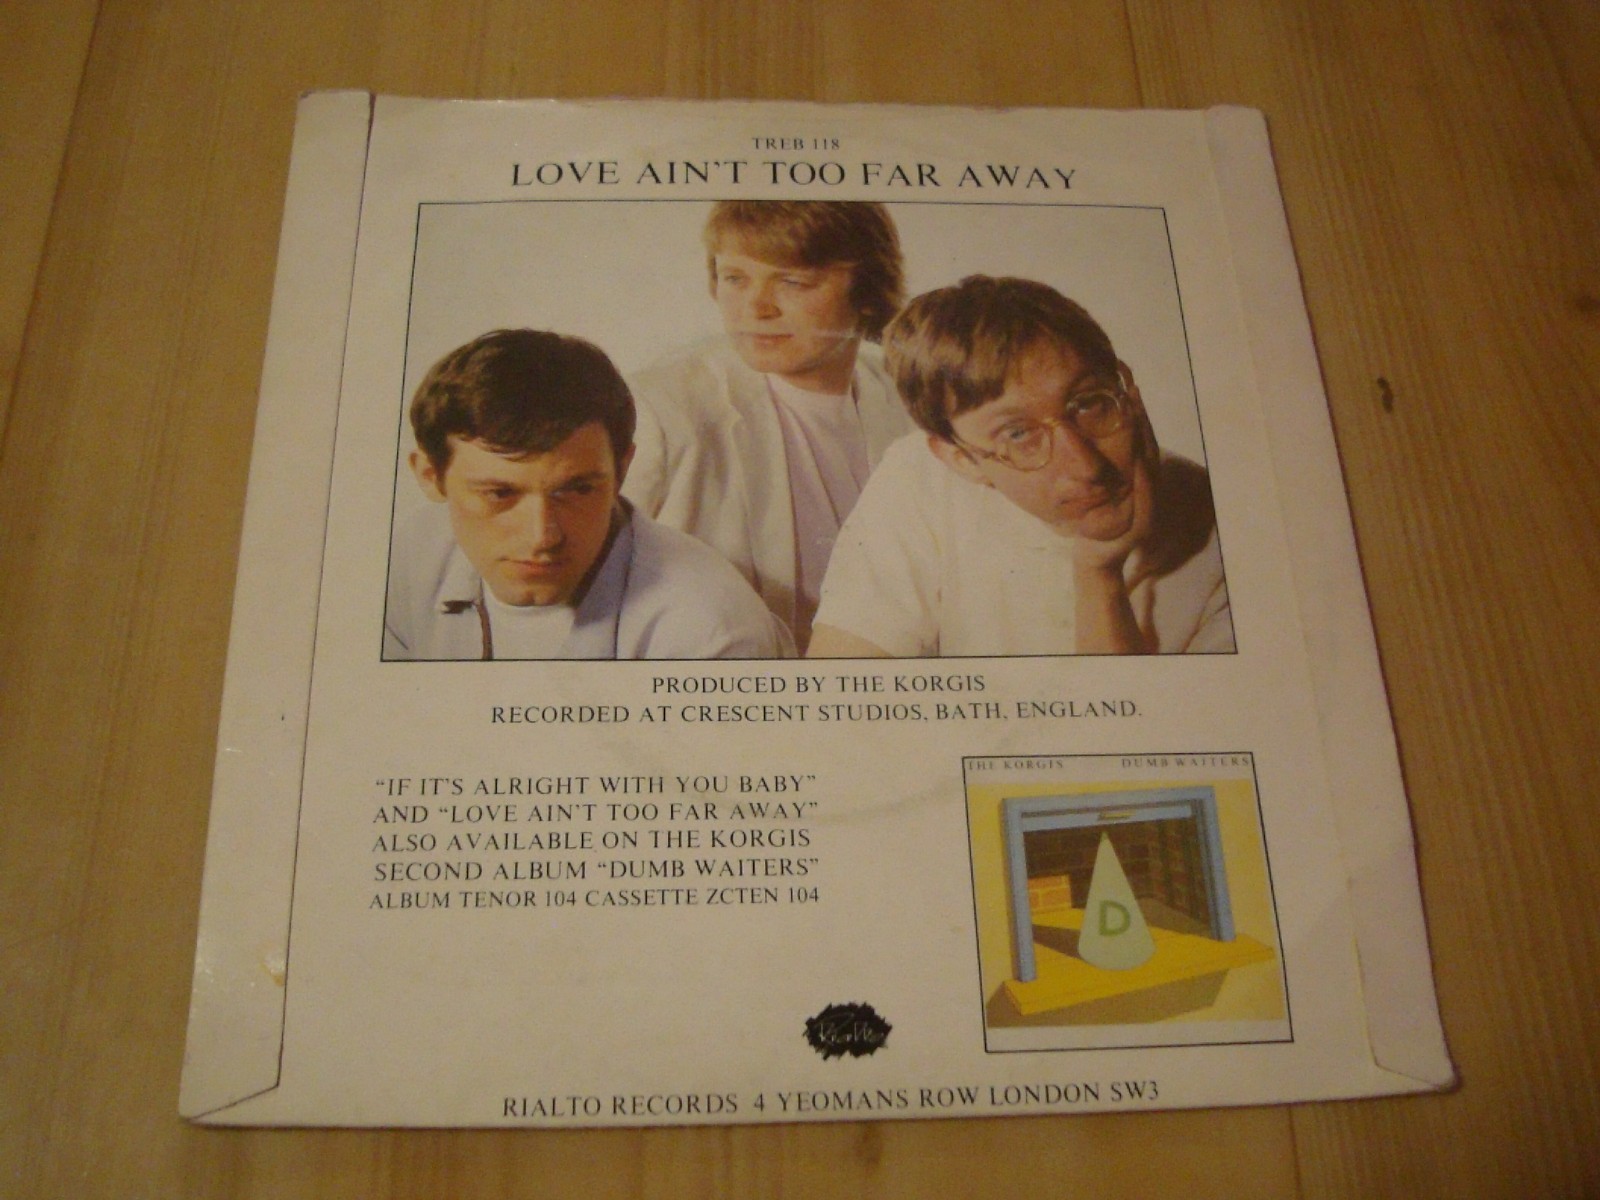 TREB 118
LOVE AIN'T TOO FAR AWAY
PRODUCED BY THE KORGIS
RECORDED AT CRESCENT STUDIOS, BATH, ENGLAND.
"IF IT'S ALRIGHT WITH YOU BABY"
AND "LOVE AIN'T TOO FAR AWAY"
ALSO AVAILABLE ON THE KORGIS
SECOND ALBUM "DUMB WAITERS"
ALBUM TENOR 104 CASSETTE ZCTEN 104
THE KORGIS DUMB WAITERS
D
Rialto
RIALTO RECORDS 4 YEOMANS ROW LONDON SW3